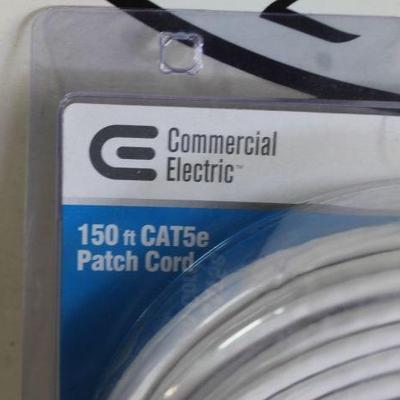 Commercial
Electric™
150 ft CAT5e
Patch Cord